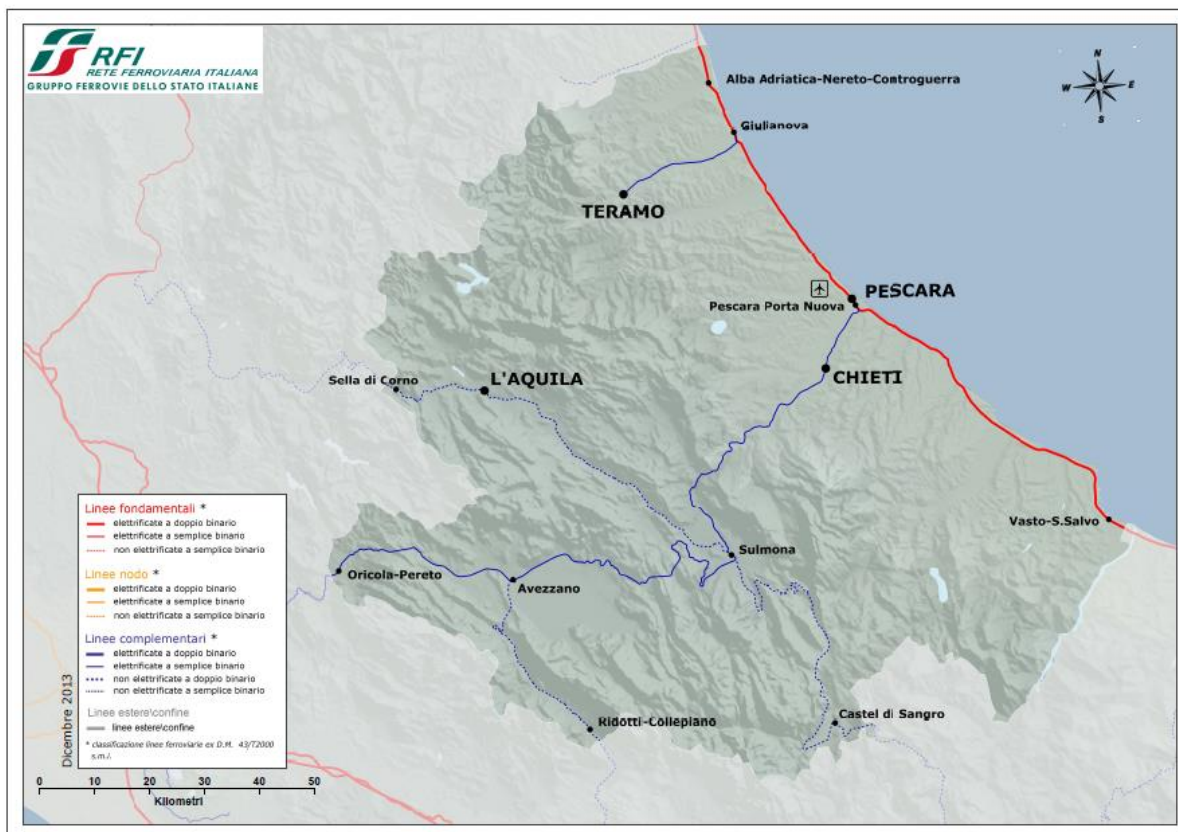 RFI
RETE FERROVIARIA ITALIANA
GRUPPO FERROVIE DELLO STATO ITALIANE
N
W
E
S
Alba Adriatica-Nereto-Controguerra
Giulianova
TERAMO
PESCARA
Pescara Porta Nuova
CHIETI
Sella di Corno
L'AQUILA
Vasto-S.Salvo
Sulmona
Oricola-Pereto
Avezzano
Ridotti-Collepiano
Castel di Sangro
Linee fondamentali *
elettrificate a doppio binario
elettrificate a semplice binario
non elettrificate a semplice binario
Linee nodo *
elettrificate a doppio binario
elettrificate a semplice binario
non elettrificate a semplice binario
Linee complementari *
elettrificate a doppio binario
elettrificate a semplice binario
non elettrificate a doppio binario
non elettrificate a semplice binario
Linee estere\confine
linee estere\confine
* classificazione linee ferroviarie ex D.M. 43/T2000
s.m.i.
Dicembre 2013
0 10 20 30 40 50
Kilometri